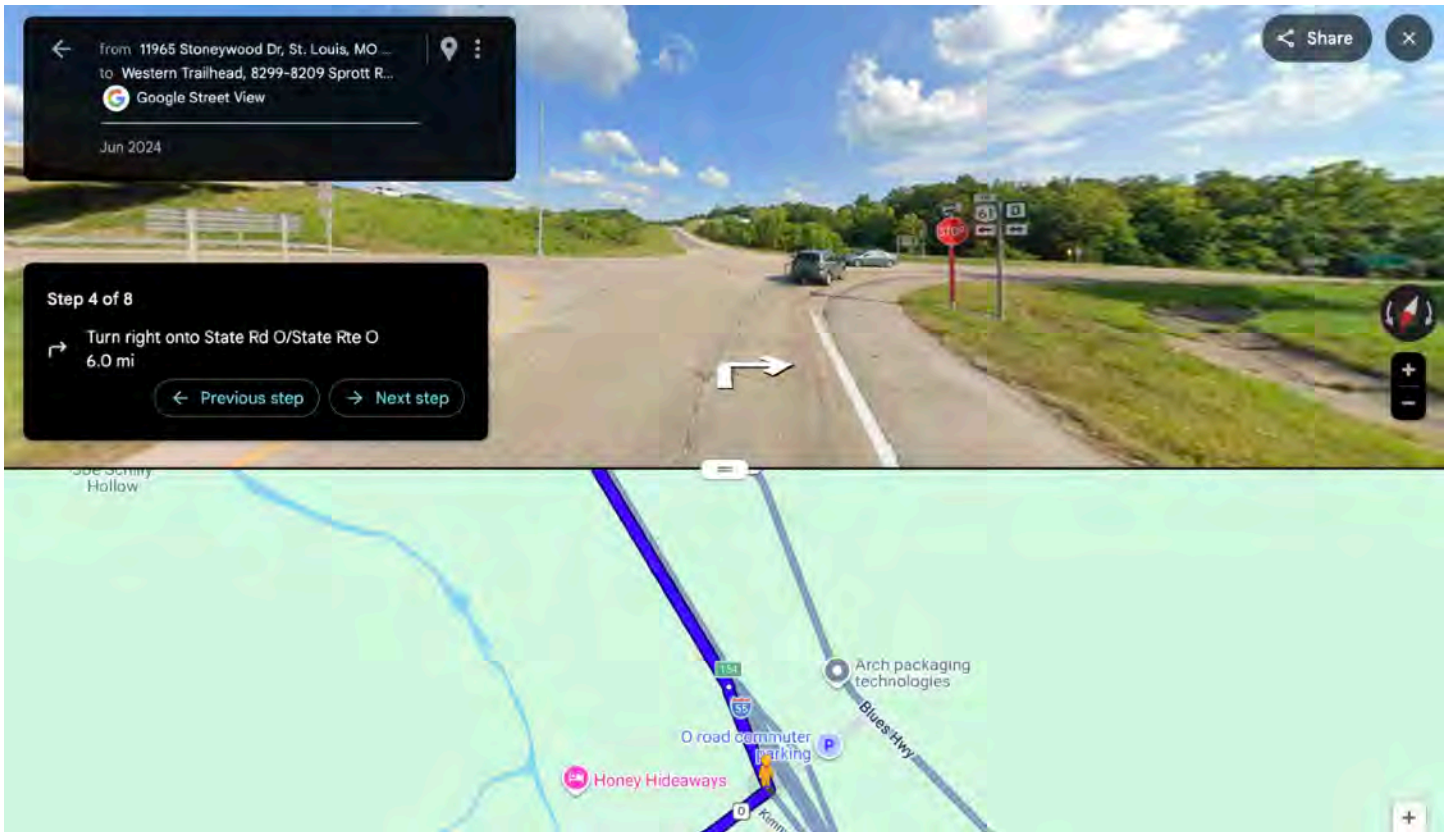 from 11965 Stoneywood Dr, St. Louis, MO ...
to Western Trailhead, 8299-8209 Sprott R...
Google Street View
Jun 2024
Share
STOP
61
O
Step 4 of 8
Turn right onto State Rd O/State Rte O
6.0 mi
Previous step
Next step
Hollow
154
55
Arch packaging
technologies
Blues Hwy
O road commuter
parking
P
Honey Hideaways
O